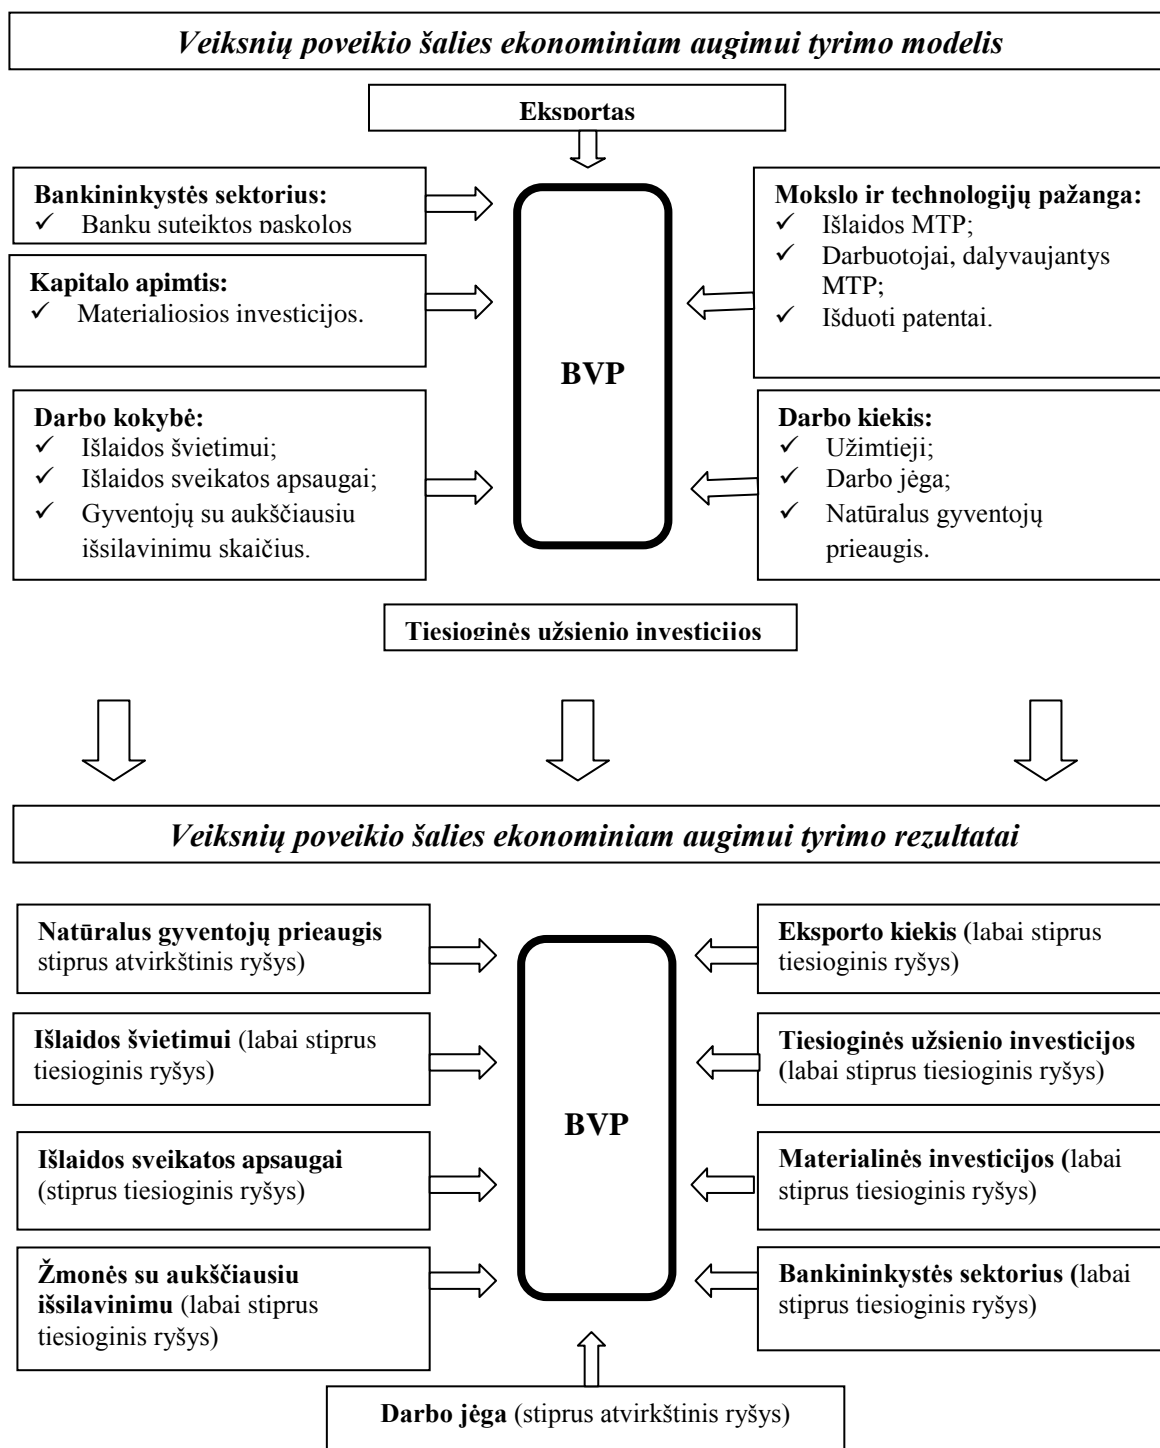 Veiksnių poveikio šalies ekonominiam augimui tyrimo modelis
Eksportas
Bankininkystės sektorius:
✓ Bankų suteiktos paskolos
Kapitalo apimtis:
✓ Materialiosios investicijos.
Darbo kokybė:
✓ Išlaidos švietimui;
✓ Išlaidos sveikatos apsaugai;
✓ Gyventojų su aukščiausiu
išsilavinimu skaičius.
BVP
Mokslo ir technologijų pažanga:
✓ Išlaidos MTP;
✓ Darbuotojai, dalyvaujantys
MTP;
✓ Išduoti patentai.
Darbo kiekis:
✓ Užimtieji;
✓ Darbo jėga;
✓ Natūralus gyventojų
prieaugis.
Tiesioginės užsienio investicijos
Veiksnių poveikio šalies ekonominiam augimui tyrimo rezultatai
Natūralus gyventojų prieaugis
stiprus atvirkštinis ryšys)
Išlaidos švietimui (labai stiprus
tiesioginis ryšys)
Išlaidos sveikatos apsaugai
(stiprus tiesioginis ryšys)
Žmonės su aukščiausiu
išsilavinimu (labai stiprus
tiesioginis ryšys)
BVP
Eksporto kiekis (labai stiprus
tiesioginis ryšys)
Tiesioginės užsienio investicijos
(labai stiprus tiesioginis ryšys)
Materialinės investicijos (labai
stiprus tiesioginis ryšys)
Bankininkystės sektorius (labai
stiprus tiesioginis ryšys)
Darbo jėga (stiprus atvirkštinis ryšys)